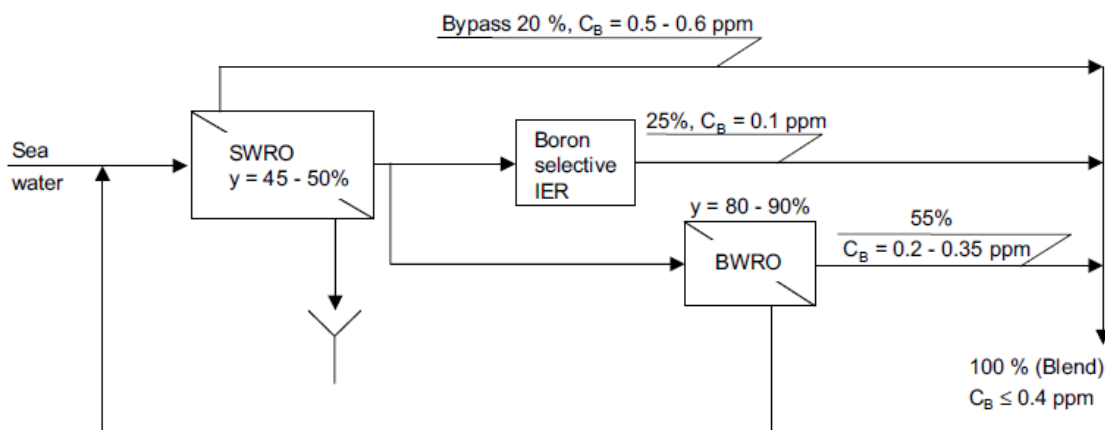 Bypass 20 %, C_B = 0.5 - 0.6 ppm
Sea
water
SWRO
y = 45 - 50%
Boron
selective
IER
25%, C_B = 0.1 ppm
y = 80 - 90%
BWRO
55%
C_B = 0.2 - 0.35 ppm
100 % (Blend)
C_B ≤ 0.4 ppm